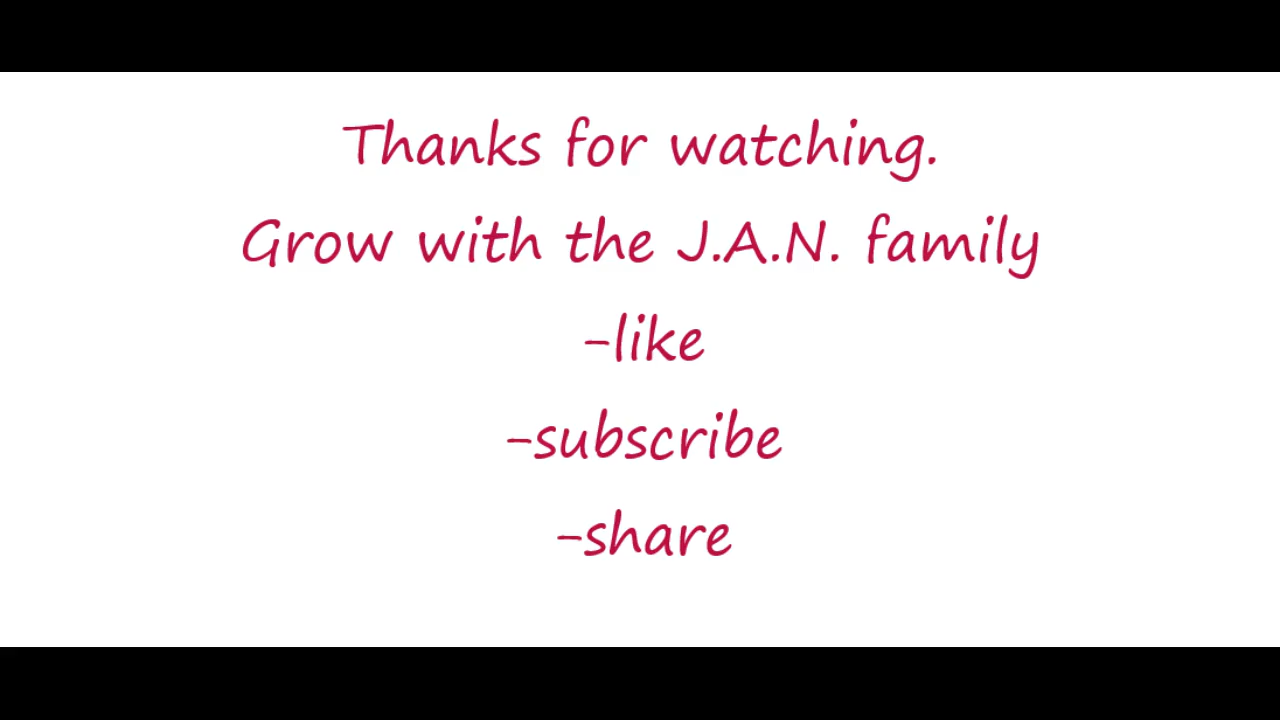 Thanks for watching.
Grow with the J.A.N. family
-like
-subscribe
-share